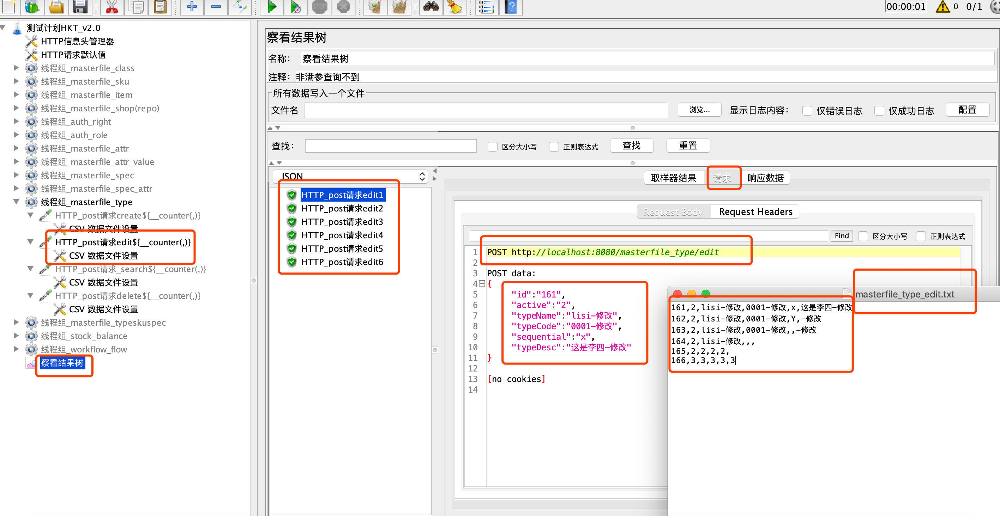 STOP
00:00:01
0
0/1
测试计划HKT_v2.0
HTTP信息头管理器
HTTP请求默认值
线程组_masterfile_class
线程组_masterfile_sku
线程组_masterfile_item
线程组_masterfile_shop(repo)
线程组_auth_right
线程组_auth_role
线程组_masterfile_attr
线程组_masterfile_attr_value
线程组_masterfile_spec
线程组_masterfile_spec_attr
线程组_masterfile_type
HTTP_post请求create${__counter(,)}
CSV 数据文件设置
HTTP_post请求edit${__counter(,)}
CSV 数据文件设置
HTTP_post请求_search${__counter(,)}
CSV 数据文件设置
HTTP_post请求delete${__counter(,)}
CSV 数据文件设置
线程组_masterfile_typeskuspec
线程组_stock_balance
线程组_workflow_flow
察看结果树
察看结果树
名称： 察看结果树
注释： 非满参查询不到
所有数据写入一个文件
文件名 浏览... 显示日志内容： 仅错误日志 仅成功日志 配置
查找： 区分大小写 正则表达式 查找 重置
JSON
HTTP_post请求edit1
HTTP_post请求edit2
HTTP_post请求edit3
HTTP_post请求edit4
HTTP_post请求edit5
HTTP_post请求edit6
取样器结果 请求 响应数据
Request Body Request Headers
Find 区分大小写 正则表达式
1 POST http://localhost:8080/masterfile_type/edit
2
3 POST data:
4 {
5 "id":"161",
6 "active":"2",
7 "typeName":"lisi-修改",
8 "typeCode":"0001-修改",
9 "sequential":"x",
10 "typeDesc":"这是李四-修改"
11 }
12
13 [no cookies]
14
masterfile_type_edit.txt
161,2,lisi-修改,0001-修改,x,这是李四-修改
162,2,lisi-修改,0001-修改,Y,-修改
163,2,lisi-修改,0001-修改,,-修改
164,2,lisi-修改,,,
165,2,2,2,2,
166,3,3,3,3,3